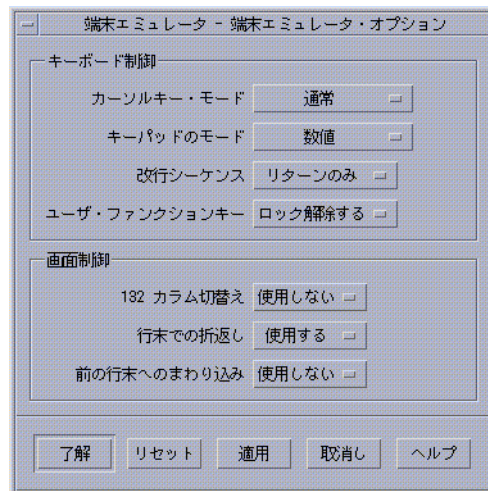 端末エミュレータ - 端末エミュレータ・オプション
キーボード制御
カーソルキー・モード 通常
キーパッドのモード 数値
改行シーケンス リターンのみ
ユーザ・ファンクションキー ロック解除する
画面制御
132 カラム切替え 使用しない
行末での折返し 使用する
前の行末へのまわり込み 使用しない
了解 リセット 適用 取消し ヘルプ